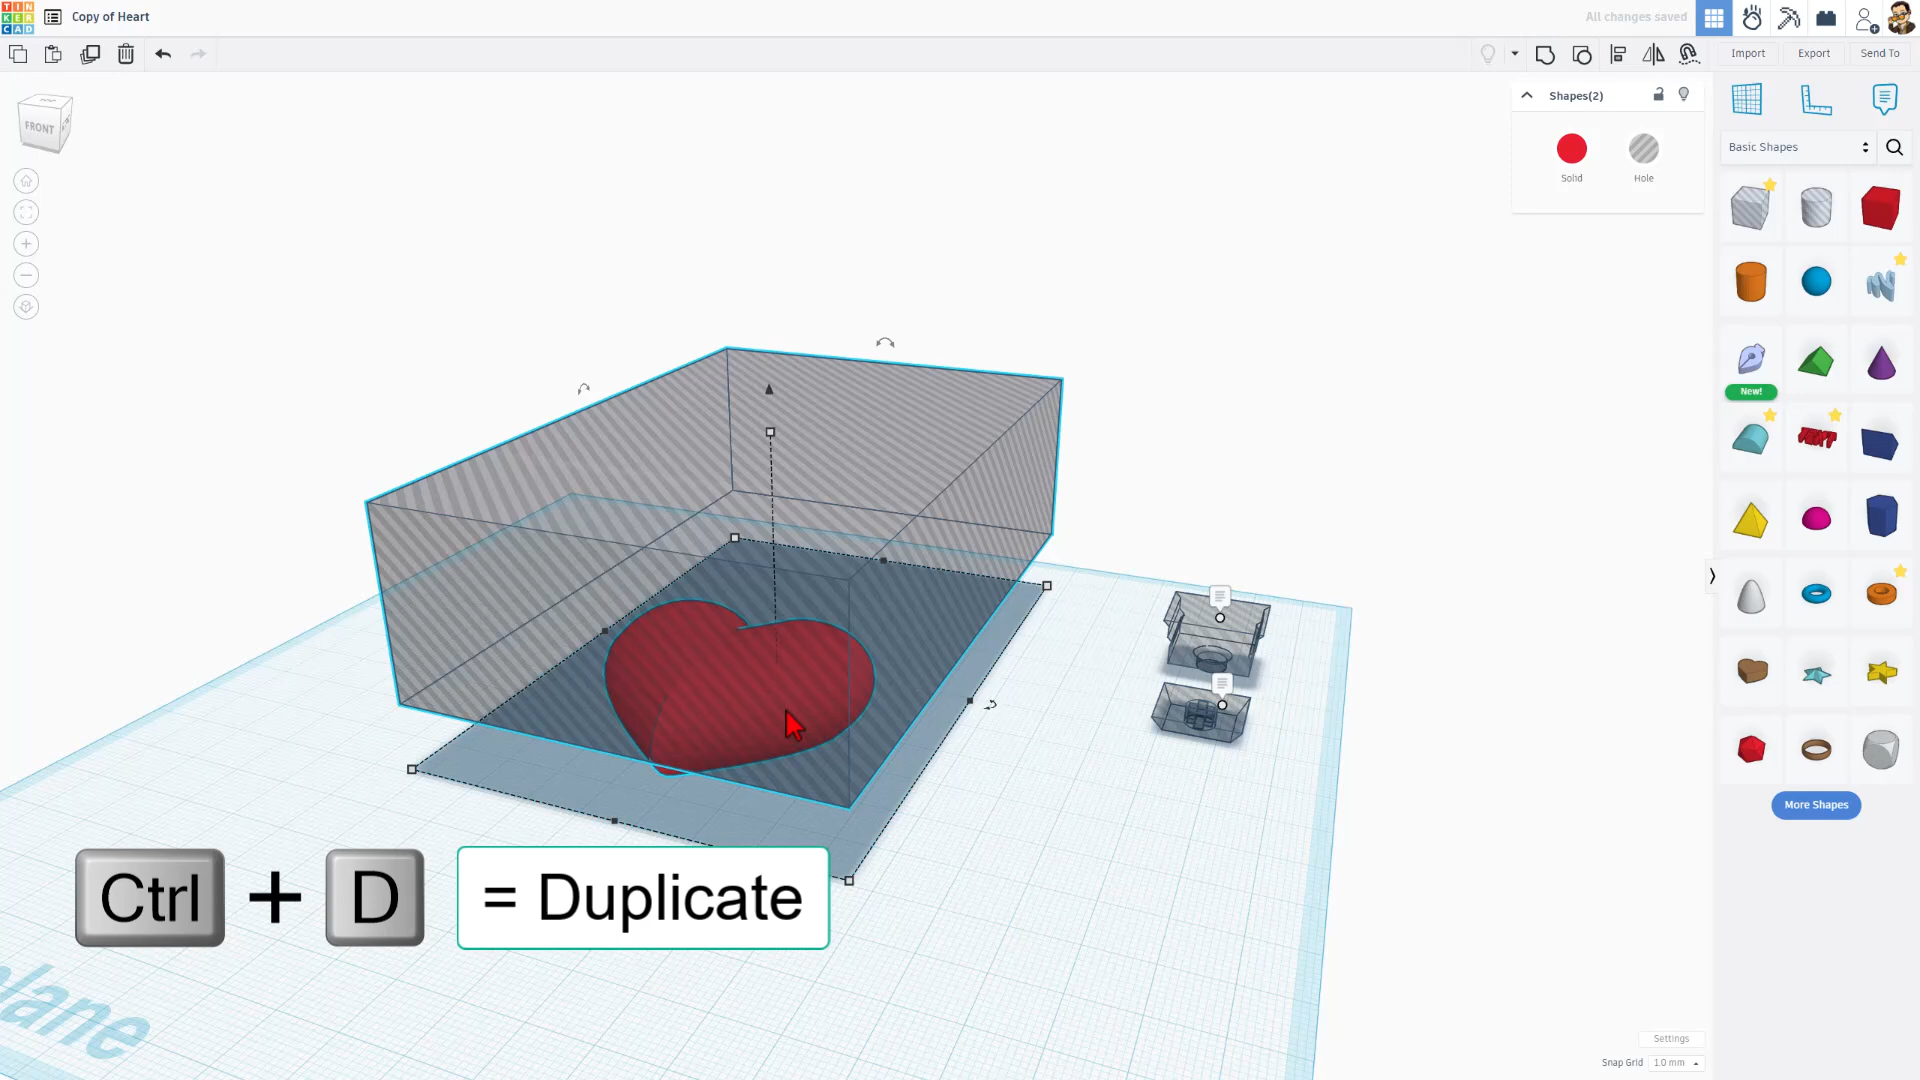 TIN
KER
CAD
Copy of Heart
All changes saved
Import
Export
Send To
FRONT
Shapes(2)
Solid
Hole
Basic Shapes
New!
More Shapes
Ctrl + D = Duplicate
plane
Settings
Snap Grid 1.0 mm